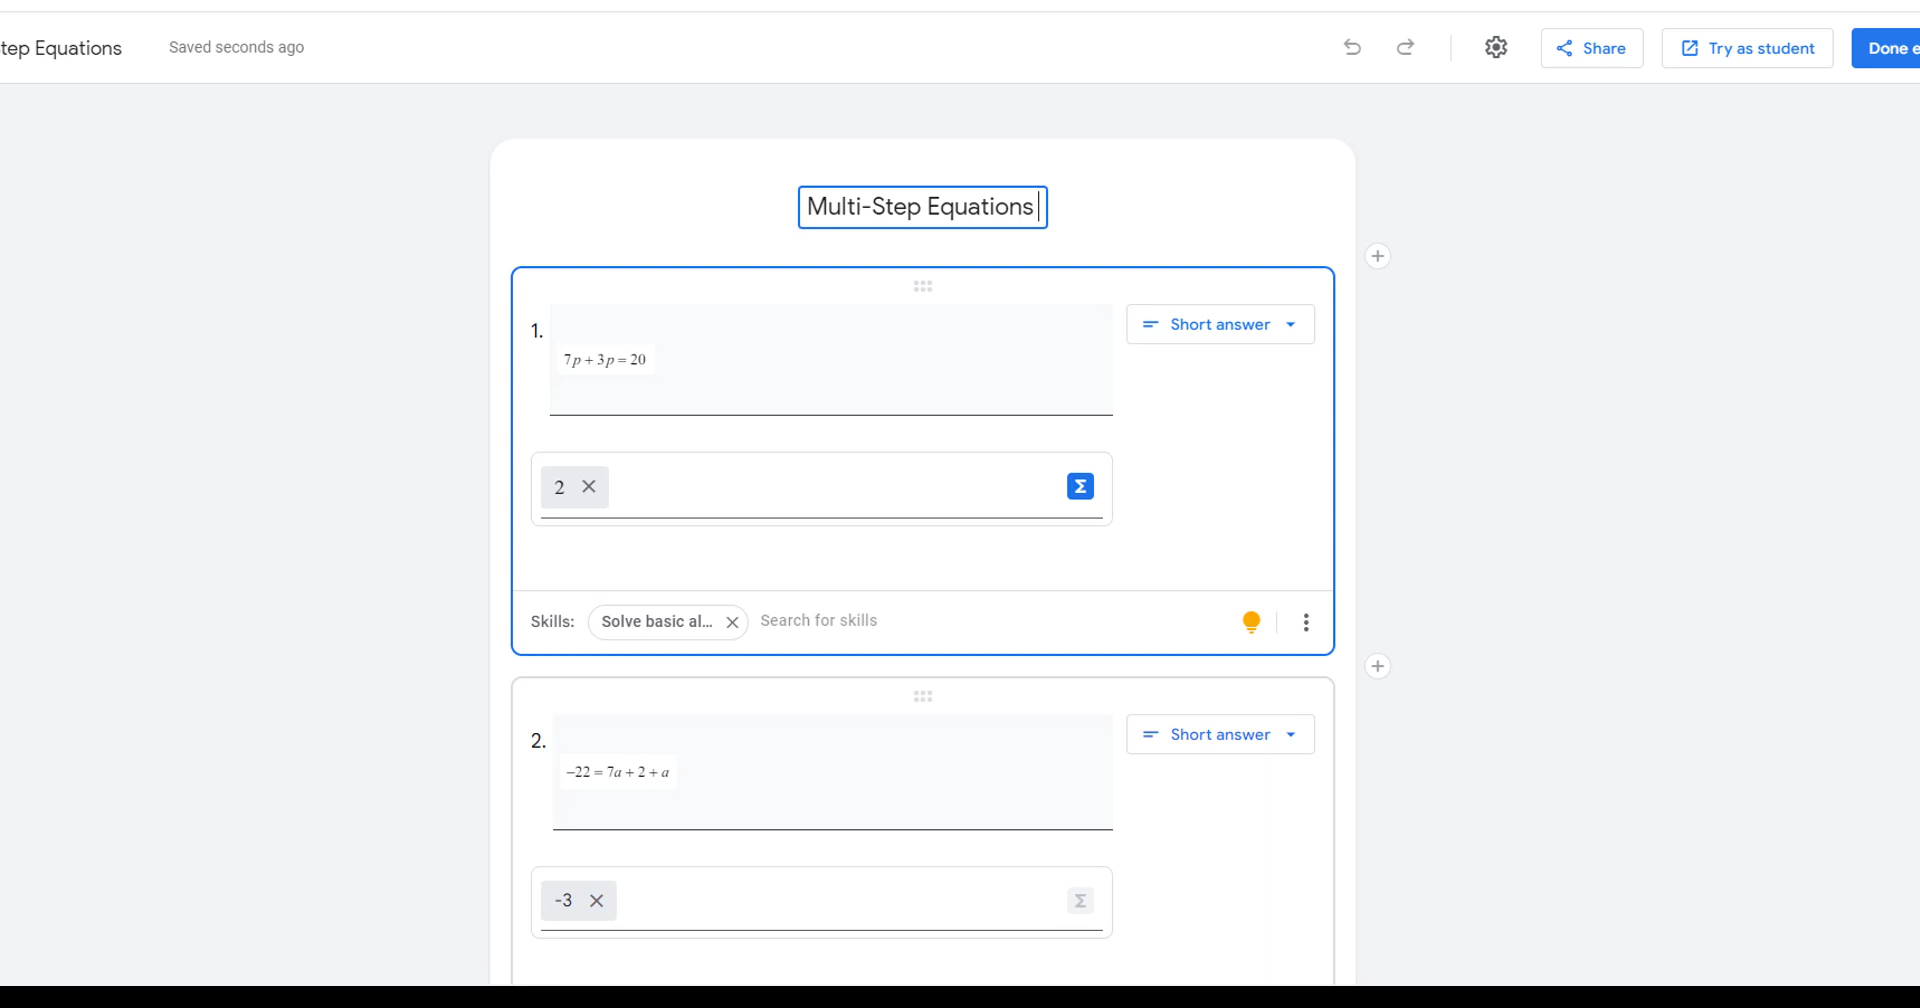 tep Equations Saved seconds ago Share Try as student Done e
Multi-Step Equations
1. Short answer
7p + 3p = 20
2
Σ
Skills: Solve basic al... Search for skills
2. Short answer
−22 = 7a + 2 + a
-3
Σ